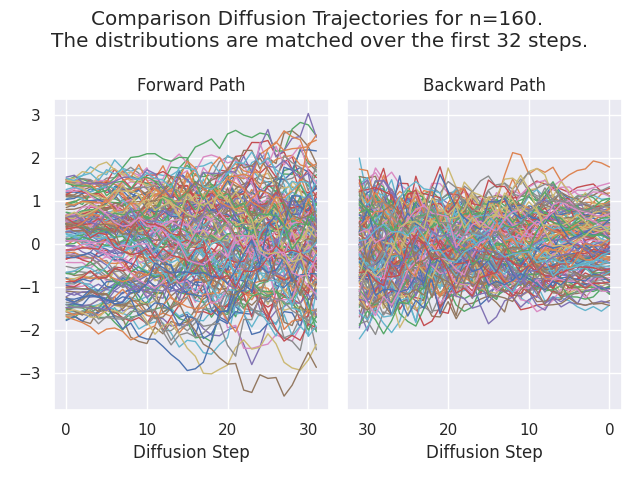 Comparison Diffusion Trajectories for n=160.
The distributions are matched over the first 32 steps.
Forward Path
Backward Path
3
2
1
0
−1
−2
−3
0 10 20 30
30 20 10 0
Diffusion Step
Diffusion Step